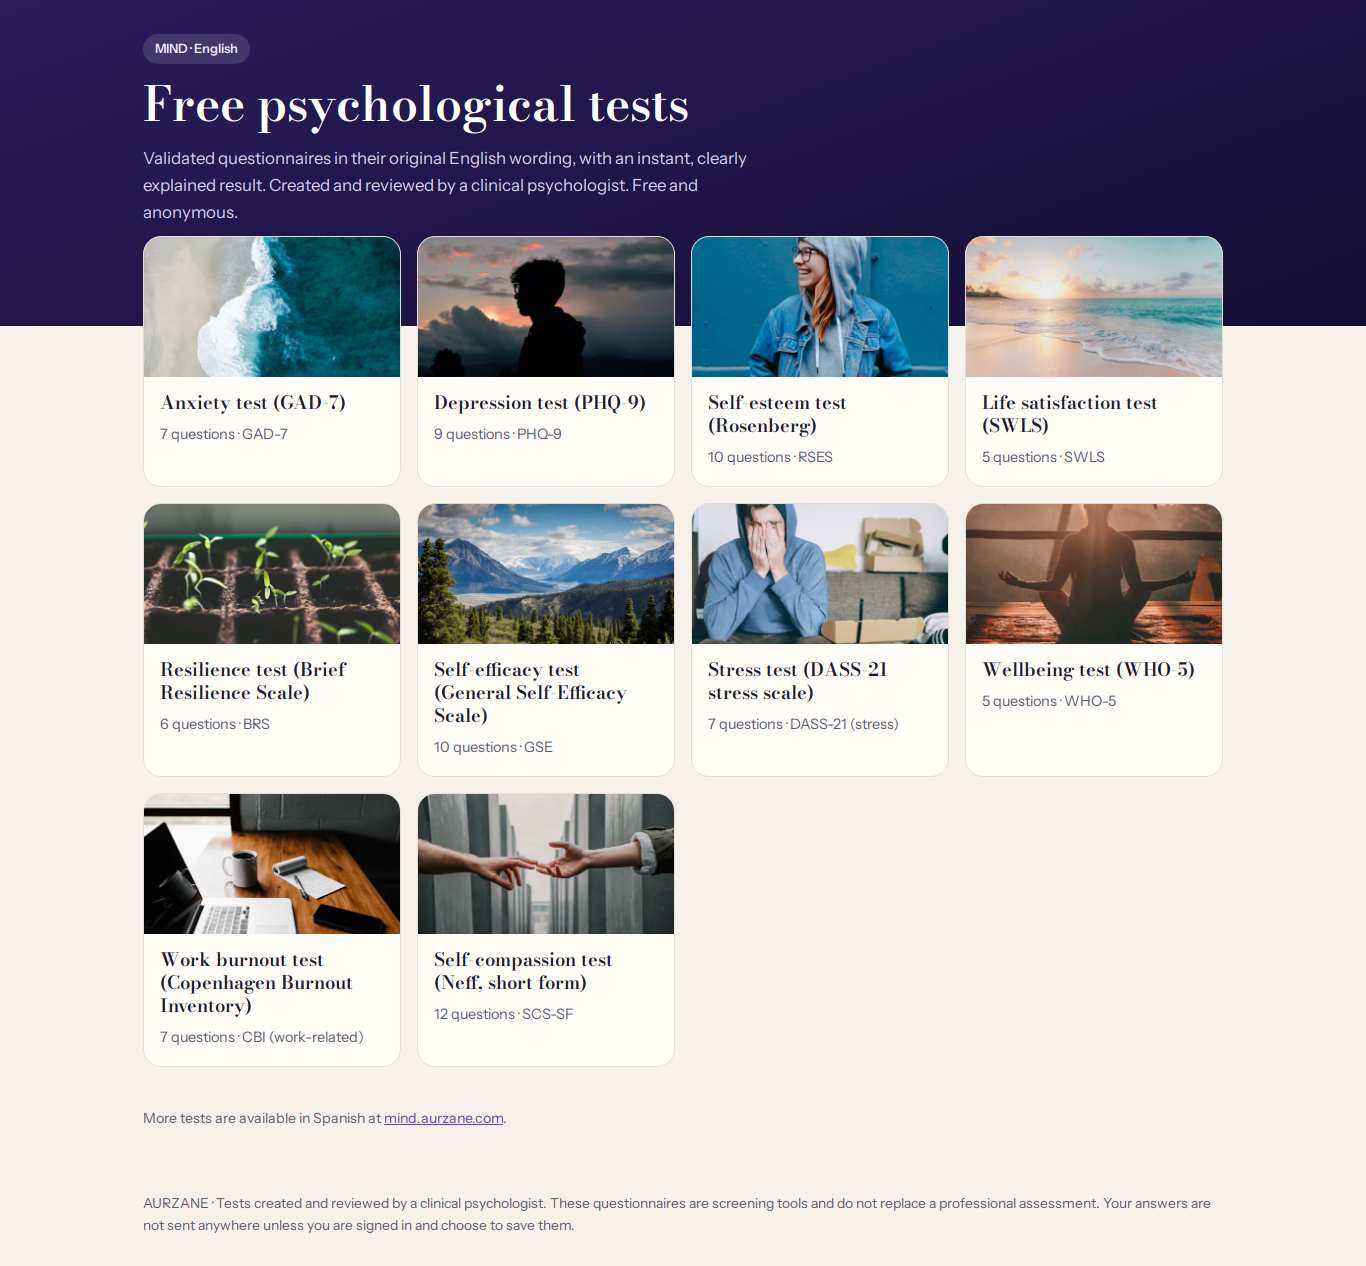 MIND · English
Free psychological tests
Validated questionnaires in their original English wording, with an instant, clearly
explained result. Created and reviewed by a clinical psychologist. Free and
anonymous.
Anxiety test (GAD-7)
7 questions · GAD-7
Depression test (PHQ-9)
9 questions · PHQ-9
Self-esteem test
(Rosenberg)
10 questions · RSES
Life satisfaction test
(SWLS)
5 questions · SWLS
Resilience test (Brief
Resilience Scale)
6 questions · BRS
Self-efficacy test
(General Self-Efficacy
Scale)
10 questions · GSE
Stress test (DASS-21
stress scale)
7 questions · DASS-21 (stress)
Wellbeing test (WHO-5)
5 questions · WHO-5
Work burnout test
(Copenhagen Burnout
Inventory)
7 questions · CBI (work-related)
Self-compassion test
(Neff, short form)
12 questions · SCS-SF
More tests are available in Spanish at mind.aurzane.com.
AURZANE · Tests created and reviewed by a clinical psychologist. These questionnaires are screening tools and do not replace a professional assessment. Your answers are
not sent anywhere unless you are signed in and choose to save them.